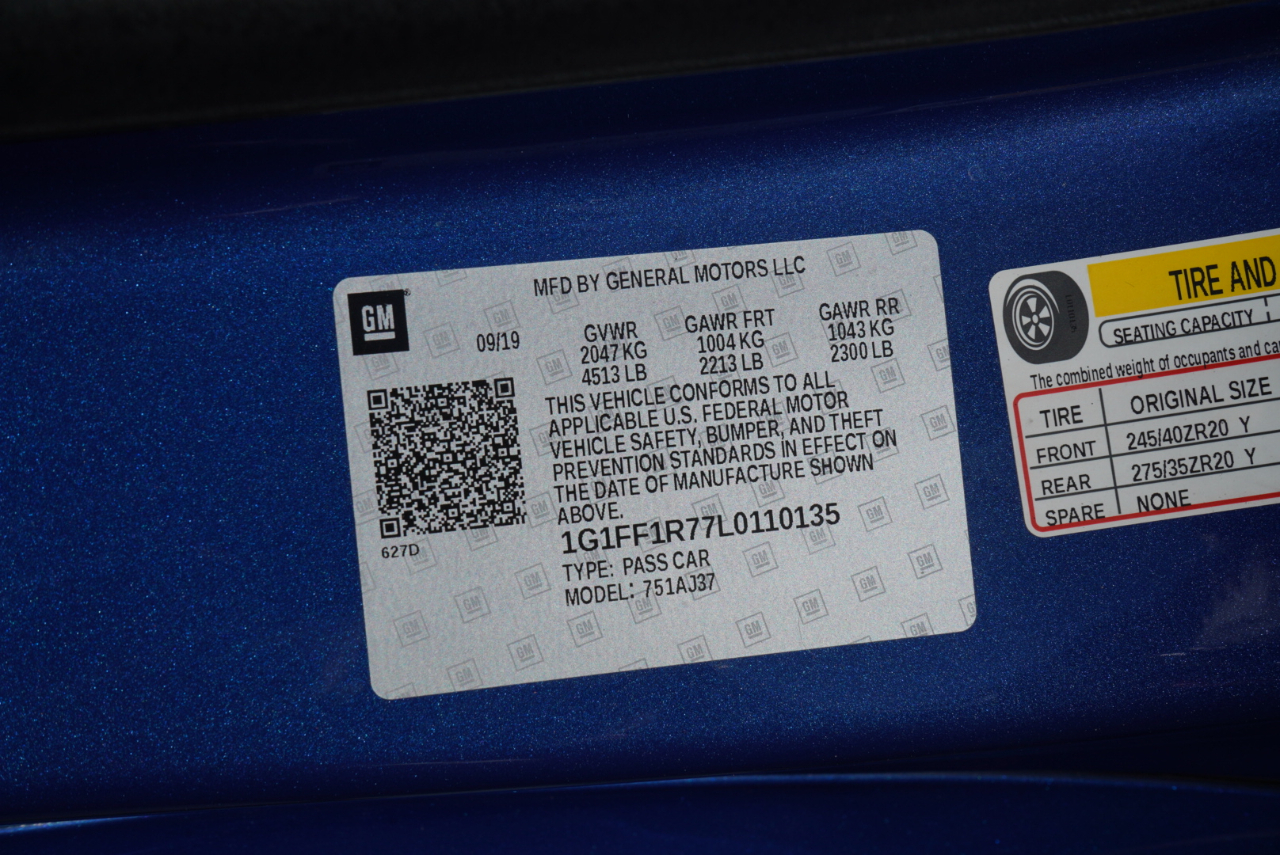 MFD BY GENERAL MOTORS LLC
GM
®
09/19
GVWR
2047 KG
4513 LB
GAWR FRT
1004 KG
2213 LB
GAWR RR
1043 KG
2300 LB
THIS VEHICLE CONFORMS TO ALL
APPLICABLE U.S. FEDERAL MOTOR
VEHICLE SAFETY, BUMPER, AND THEFT
PREVENTION STANDARDS IN EFFECT ON
THE DATE OF MANUFACTURE SHOWN
ABOVE.
627D
1G1FF1R77L0110135
TYPE: PASS CAR
MODEL: 751AJ37
TIRE AND
SEATING CAPACITY
The combined weight of occupants and
TIRE ORIGINAL SIZE
FRONT 245/40ZR20 Y
REAR 275/35ZR20 Y
SPARE NONE